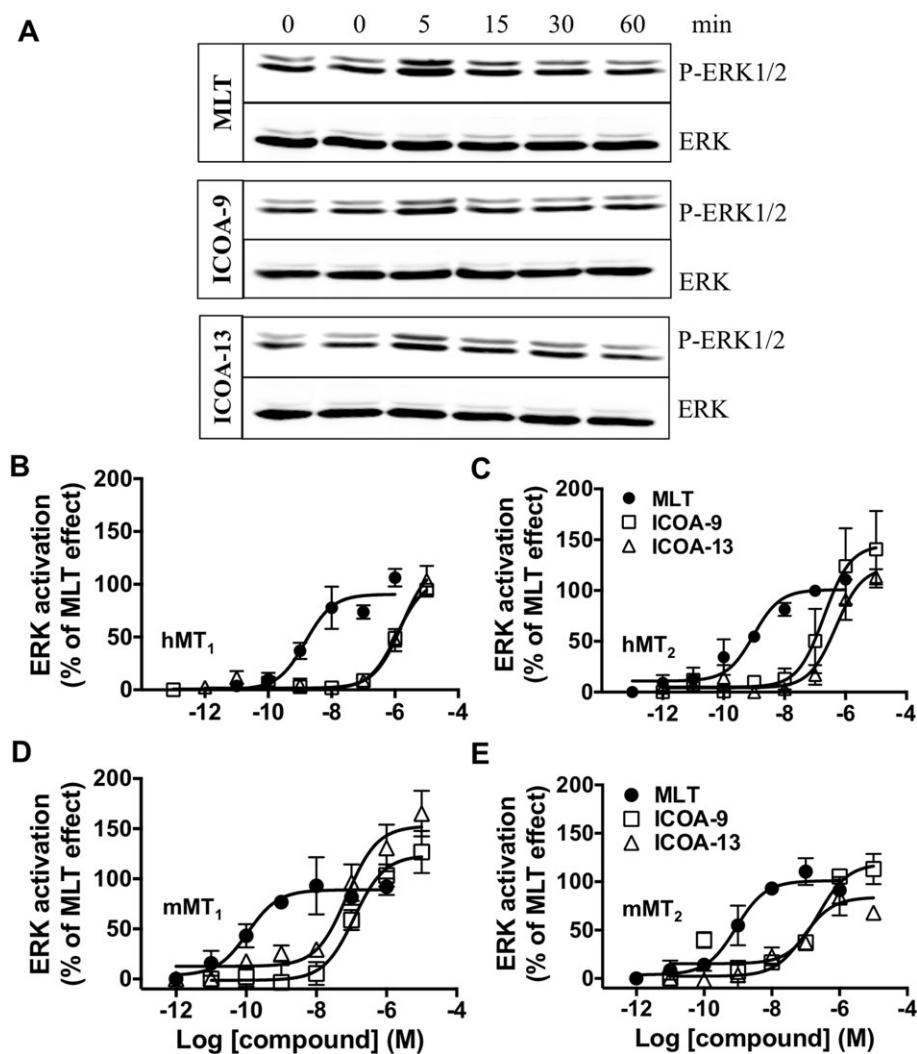 A
0 0 5 15 30 60 min
MLT
P-ERK1/2
ERK
ICOA-9
P-ERK1/2
ERK
ICOA-13
P-ERK1/2
ERK
B
ERK activation
(% of MLT effect)
200
150
100
50
0
hMT1
-12 -10 -8 -6 -4
C
ERK activation
(% of MLT effect)
200
150
100
50
0
MLT
ICOA-9
ICOA-13
hMT2
-12 -10 -8 -6 -4
D
ERK activation
(% of MLT effect)
200
150
100
50
0
mMT1
-12 -10 -8 -6 -4
Log [compound] (M)
E
ERK activation
(% of MLT effect)
200
150
100
50
0
MLT
ICOA-9
ICOA-13
mMT2
-12 -10 -8 -6 -4
Log [compound] (M)